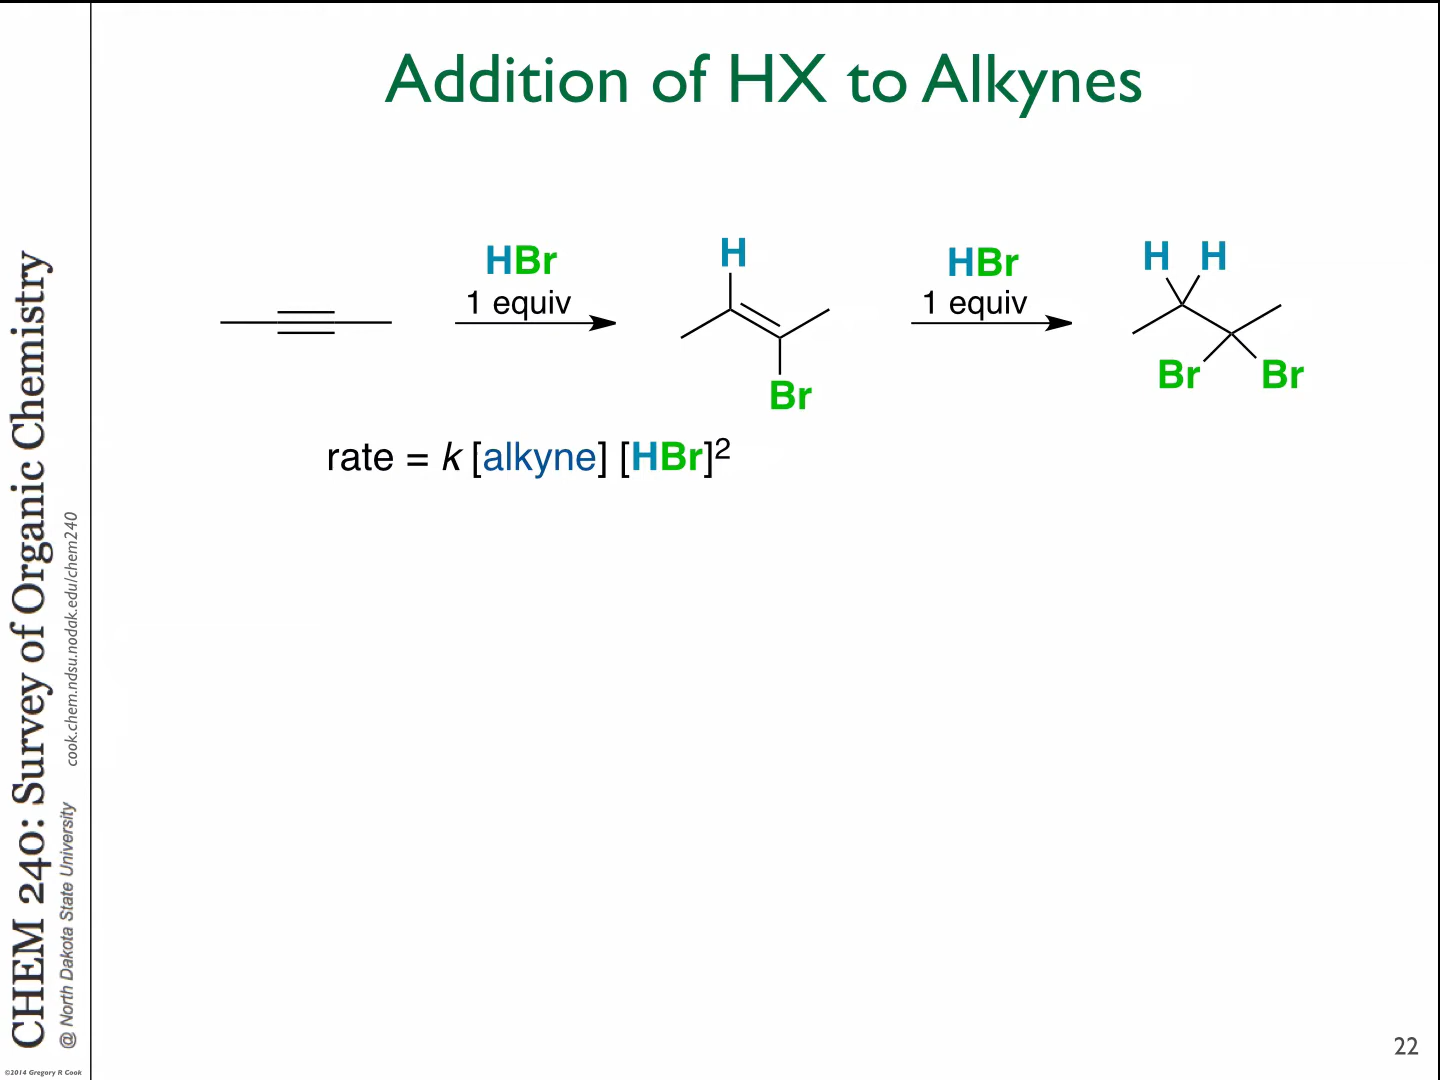 Addition of HX to Alkynes
HBr
1 equiv
H
Br
HBr
1 equiv
H H
Br Br
rate = k [alkyne] [HBr]²
CHEM 240: Survey of Organic Chemistry
@ North Dakota State University cook.chem.ndsu.nodak.edu/chem240
©2014 Gregory R Cook
22